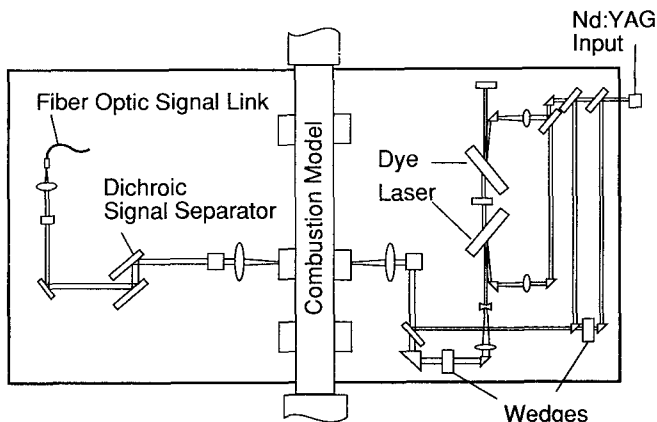 Nd:YAG
Input
Fiber Optic Signal Link
Dichroic
Signal Separator
Combustion Model
Dye
Laser
Wedges